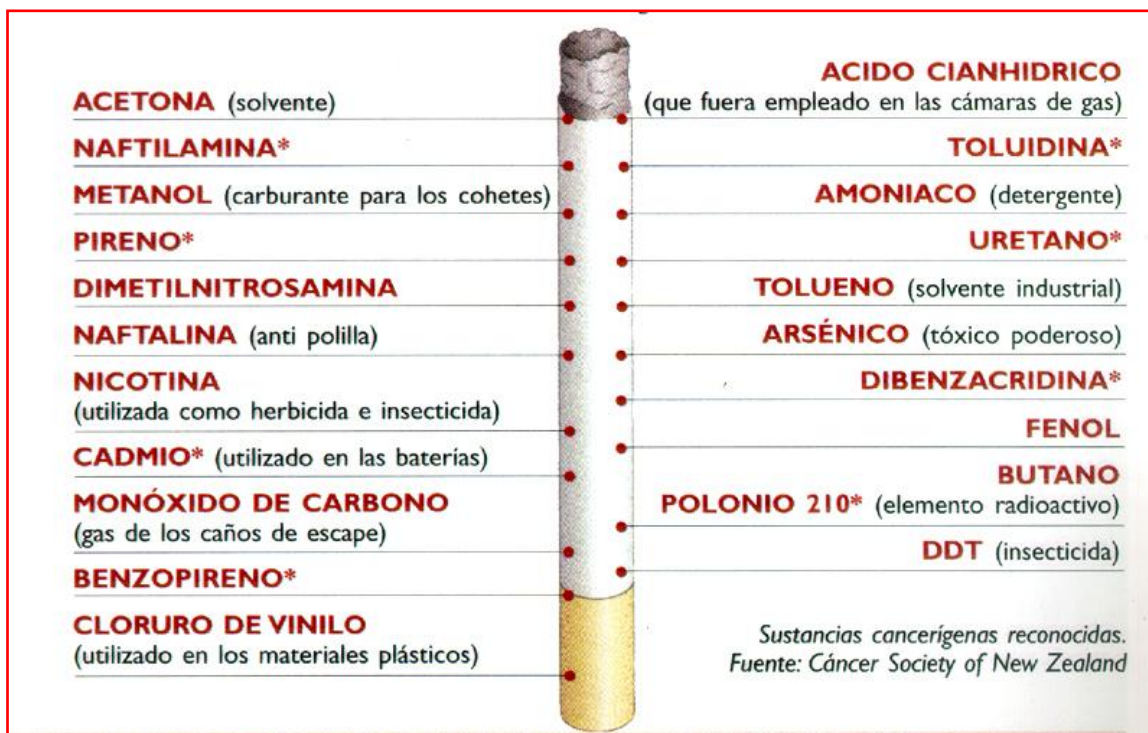 ACETONA (solvente)
NAFTILAMINA*
METANOL (carburante para los cohetes)
PIRENO*
DIMETILNITROSAMINA
NAFTALINA (anti polilla)
NICOTINA
(utilizada como herbicida e insecticida)
CADMIO* (utilizado en las baterías)
MONÓXIDO DE CARBONO
(gas de los caños de escape)
BENZOPIRENO*
CLORURO DE VINILO
(utilizado en los materiales plásticos)
ACIDO CIANHIDRICO
(que fuera empleado en las cámaras de gas)
TOLUIDINA*
AMONIACO (detergente)
URETANO*
TOLUENO (solvente industrial)
ARSÉNICO (tóxico poderoso)
DIBENZACRIDINA*
FENOL
BUTANO
POLONIO 210* (elemento radioactivo)
DDT (insecticida)
Sustancias cancerígenas reconocidas.
Fuente: Cáncer Society of New Zealand